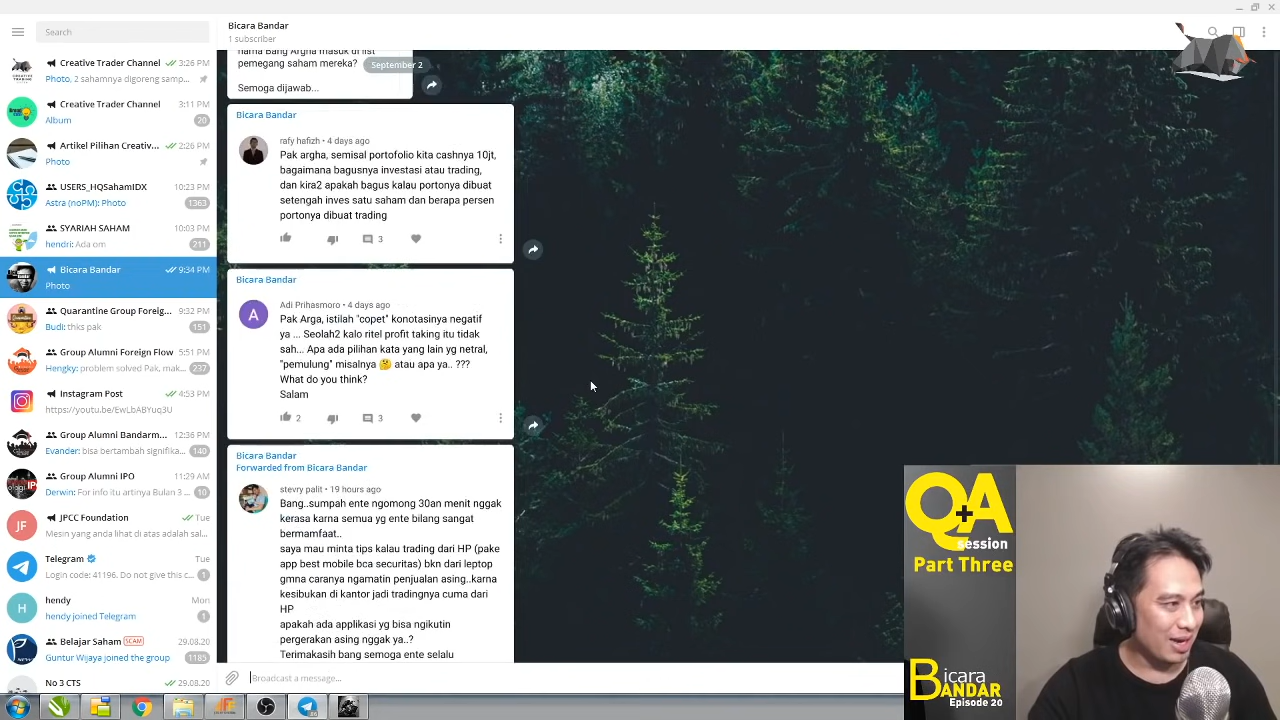 Search
Creative Trader Channel 3:26 PM
Photo, 2 sahamnya digoreng samp...
Creative Trader Channel 3:11 PM
Album 20
Artikel Pilihan Creativ... 2:26 PM
Photo
USERS_HQSahamIDX 10:23 PM
Astra (noPM): Photo 1363
SYARIAH SAHAM 10:03 PM
hendri: Ada om 211
Bicara Bandar 9:34 PM
Photo
Quarantine Group Foreig... 9:32 PM
Budi: thks pak 151
Group Alumni Foreign Flow 5:51 PM
Hengky: problem solved Pak, mak... 237
Instagram Post 4:53 PM
https://youtu.be/EwLbABYuq3U
Group Alumni Bandarm... 12:36 PM
Evander: bisa bertambah signifika... 140
Group Alumni IPO 11:29 AM
Derwin: For info itu artinya Bulan 3 ... 10
JPCC Foundation Tue
Mesin yang anda lihat di atas adalah sal...
Telegram Tue
Login code: 41196. Do not give this c... 1
hendy Mon
hendy joined Telegram 1
Belajar Saham SCAM 29.08.20
Guntur Wijaya joined the group 1185
No 3 CTS 29.08.20
Bicara Bandar
1 subscriber
nama Bang Argha masuk di list
pemegang saham mereka?
September 2
Semoga dijawab...
Bicara Bandar
rafy hafizh • 4 days ago
Pak argha, semisal portofolio kita cashnya 10jt,
bagaimana bagusnya investasi atau trading,
dan kira2 apakah bagus kalau portonya dibuat
setengah inves satu saham dan berapa persen
portonya dibuat trading
3
Bicara Bandar
A
Adi Prihasmoro • 4 days ago
Pak Arga, istilah "copet" konotasinya negatif
ya ... Seolah2 kalo ritel profit taking itu tidak
sah... Apa ada pilihan kata yang lain yg netral,
"pemulung" misalnya 🤔 atau apa ya.. ???
What do you think?
Salam
2 3
Bicara Bandar
Forwarded from Bicara Bandar
stevry palit • 19 hours ago
Bang..sumpah ente ngomong 30an menit nggak
kerasa karna semua yg ente bilang sangat
bermamfaat..
saya mau minta tips kalau trading dari HP (pake
app best mobile bca securitas) bkn dari leptop
gmna caranya ngamatin penjualan asing..karna
kesibukan di kantor jadi tradingnya cuma dari
HP
apakah ada applikasi yg bisa ngikutin
pergerakan asing nggak ya..?
Terimakasih bang semoga ente selalu
Broadcast a message...
JF
H
Q+A
session
Part Three
Bicara
BANDAR
Episode 20